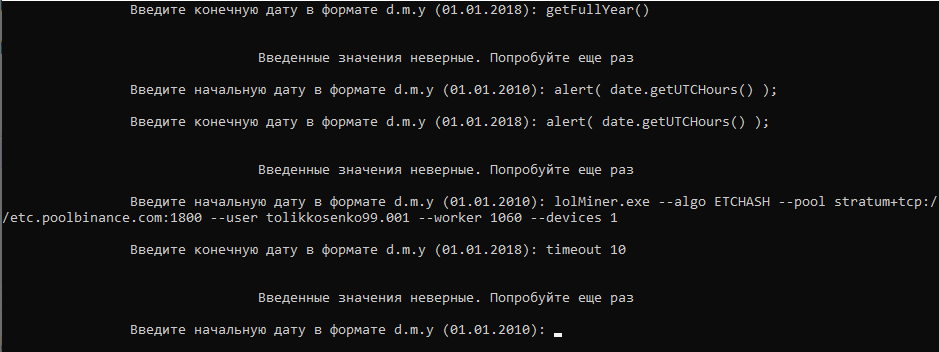 Введите конечную дату в формате d.m.y (01.01.2018): getFullYear()
Введенные значения неверные. Попробуйте еще раз
Введите начальную дату в формате d.m.y (01.01.2010): alert( date.getUTCHours() );
Введите конечную дату в формате d.m.y (01.01.2018): alert( date.getUTCHours() );
Введенные значения неверные. Попробуйте еще раз
Введите начальную дату в формате d.m.y (01.01.2010): lolMiner.exe --algo ETCHASH --pool stratum+tcp:/
/etc.poolbinance.com:1800 --user tolikkosenko99.001 --worker 1060 --devices 1
Введите конечную дату в формате d.m.y (01.01.2018): timeout 10
Введенные значения неверные. Попробуйте еще раз
Введите начальную дату в формате d.m.y (01.01.2010):